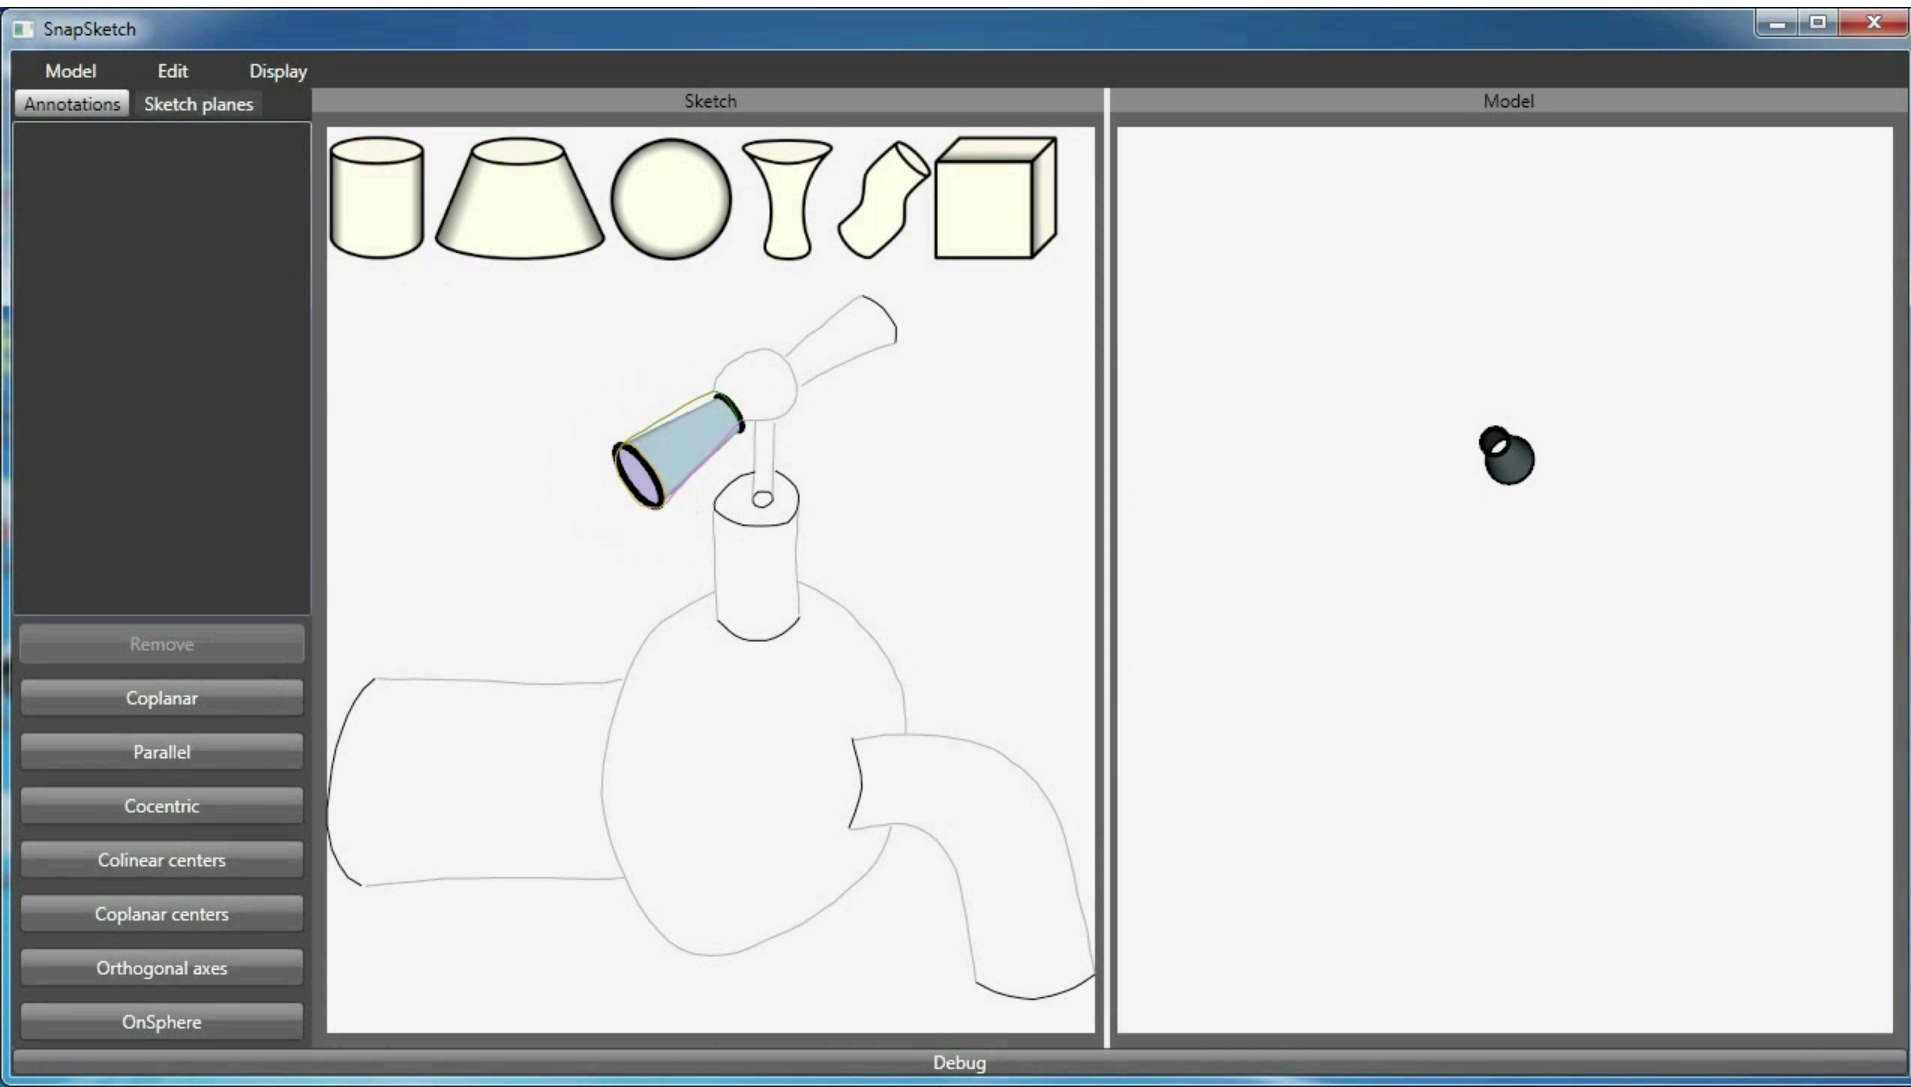 SnapSketch
Model Edit Display
Annotations Sketch planes
Sketch
Model
Remove
Coplanar
Parallel
Cocentric
Colinear centers
Coplanar centers
Orthogonal axes
OnSphere
Debug